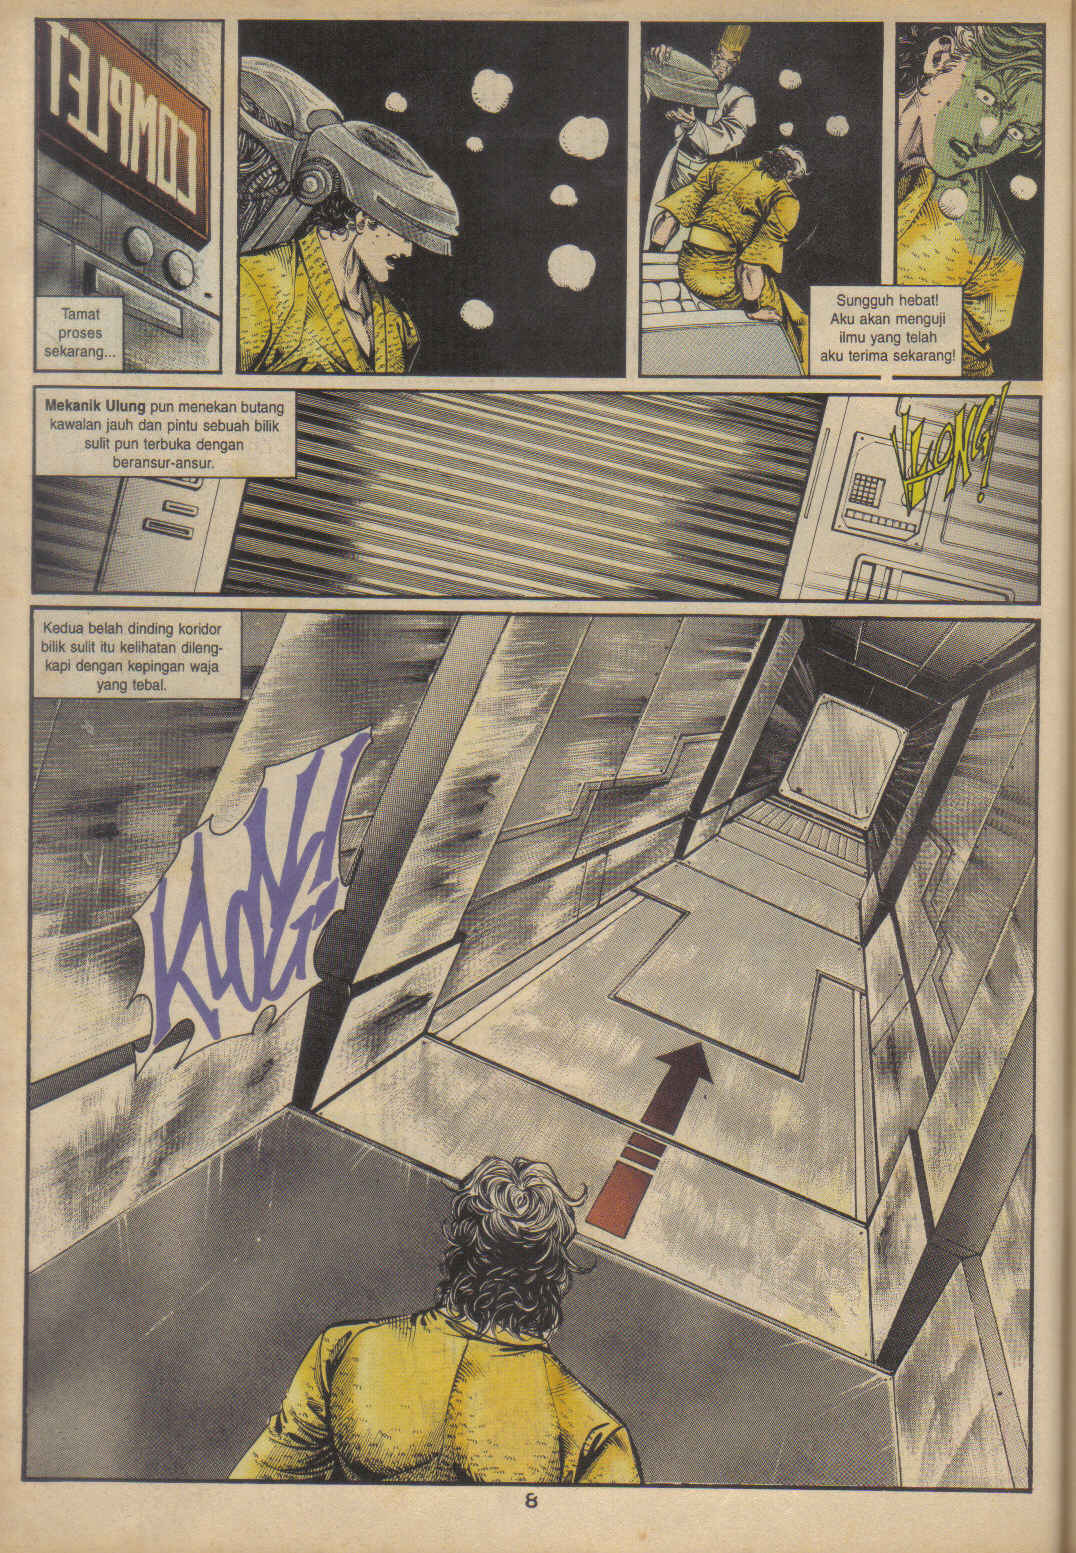 COMPLET
Tamat
proses
sekarang...
Sungguh hebat!
Aku akan menguji
ilmu yang telah
aku terima sekarang!
Mekanik Ulung pun menekan butang
kawalan jauh dan pintu sebuah bilik
sulit pun terbuka dengan
beransur-ansur.
KLONG!
Kedua belah dinding koridor
bilik sulit itu kelihatan dileng-
kapi dengan kepingan waja
yang tebal.
KLONG!
8